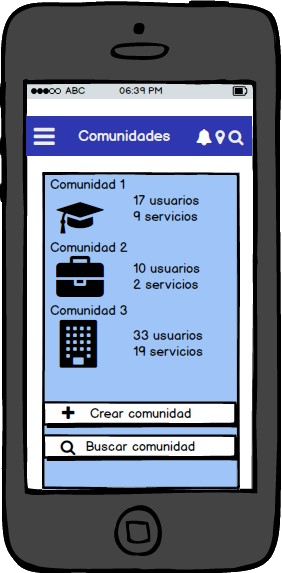 ABC 06:39 PM
Comunidades
Comunidad 1
17 usuarios
9 servicios
Comunidad 2
10 usuarios
2 servicios
Comunidad 3
33 usuarios
19 servicios
Crear comunidad
Buscar comunidad